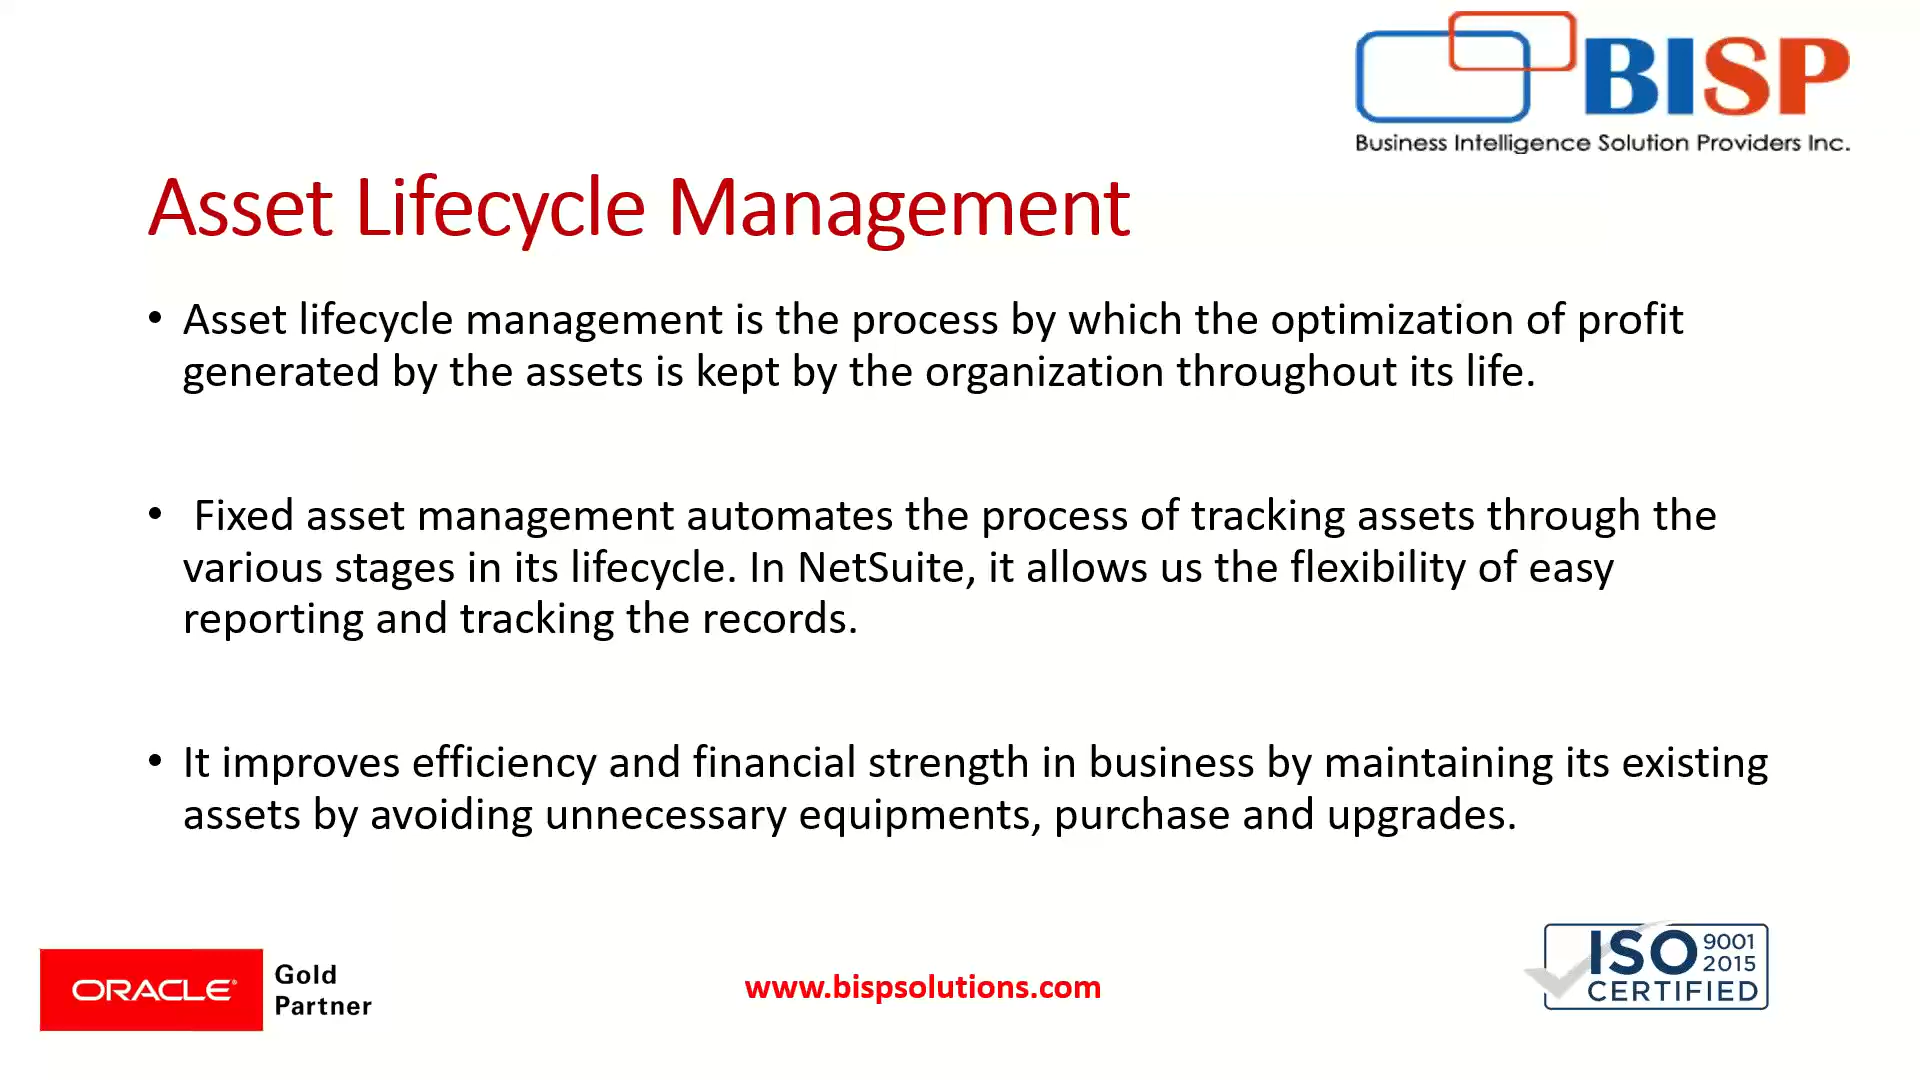 BISP
Business Intelligence Solution Providers Inc.
Asset Lifecycle Management
• Asset lifecycle management is the process by which the optimization of profit
generated by the assets is kept by the organization throughout its life.
• Fixed asset management automates the process of tracking assets through the
various stages in its lifecycle. In NetSuite, it allows us the flexibility of easy
reporting and tracking the records.
• It improves efficiency and financial strength in business by maintaining its existing
assets by avoiding unnecessary equipments, purchase and upgrades.
ORACLE® Gold
Partner
www.bispsolutions.com
ISO 9001
2015
CERTIFIED